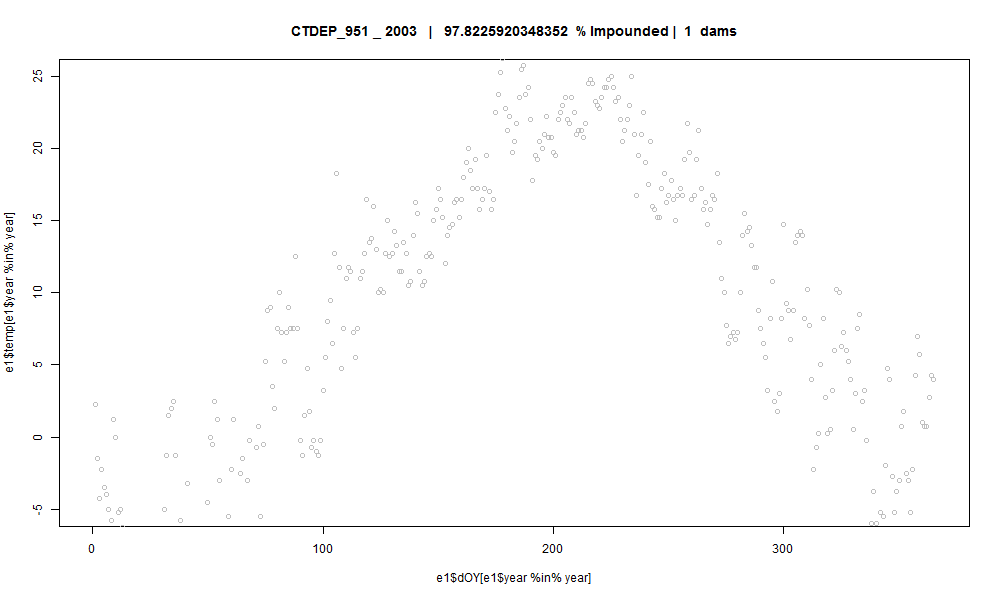 CTDEP_951 _ 2003 | 97.8225920348352 % Impounded | 1 dams
e1$temp[e1$year %in% year]
25
20
15
10
5
0
-5
0 100 200 300
e1$dOY[e1$year %in% year]